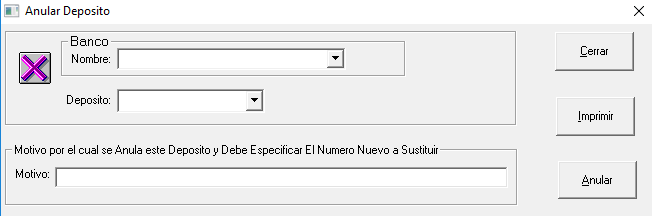 Anular Deposito
Banco
Nombre:
Deposito:
Cerrar
Imprimir
Motivo por el cual se Anula este Deposito y Debe Especificar El Numero Nuevo a Sustituir
Motivo:
Anular